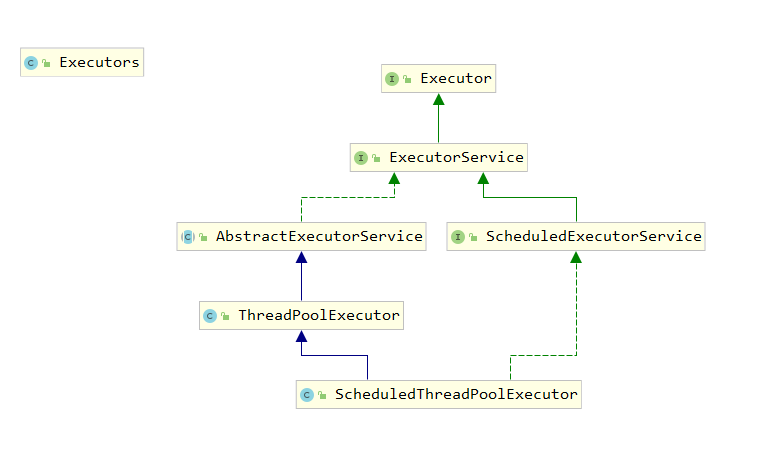 Executors
Executor
ExecutorService
AbstractExecutorService
ScheduledExecutorService
ThreadPoolExecutor
ScheduledThreadPoolExecutor